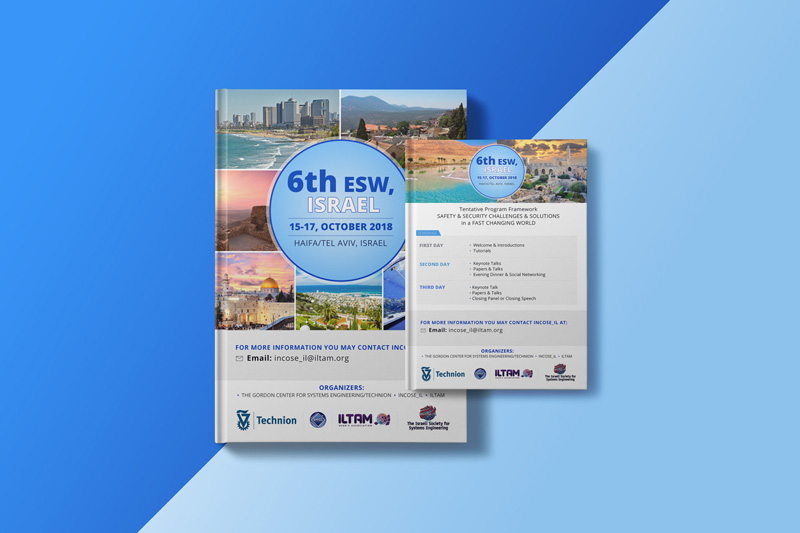 6th ESW,
ISRAEL
15-17, OCTOBER 2018
HAIFA/TEL AVIV, ISRAEL
FOR MORE INFORMATION YOU MAY CONTACT INCO
Email: incose_il@iltam.org
ORGANIZERS:
• THE GORDON CENTER FOR SYSTEMS ENGINEERING/TECHNION • INCOSE_IL • ILTAM
Technion
ILTAM
The Israeli Society for
Systems Engineering
6th ESW,
ISRAEL
15-17, OCTOBER 2018
HAIFA/TEL AVIV, ISRAEL
Tentative Program Framework
SAFETY & SECURITY CHALLENGES & SOLUTIONS
in a FAST CHANGING WORLD
FIRST DAY
• Welcome & Introductions
• Tutorials
SECOND DAY
• Keynote Talks
• Papers & Talks
• Evening Dinner & Social Networking
THIRD DAY
• Keynote Talk
• Papers & Talks
• Closing Panel or Closing Speech
FOR MORE INFORMATION YOU MAY CONTACT INCOSE_IL AT:
Email: incose_il@iltam.org
ORGANIZERS:
• THE GORDON CENTER FOR SYSTEMS ENGINEERING/TECHNION • INCOSE_IL • ILTAM
Technion
ILTAM
The Israeli Society for
Systems Engineering